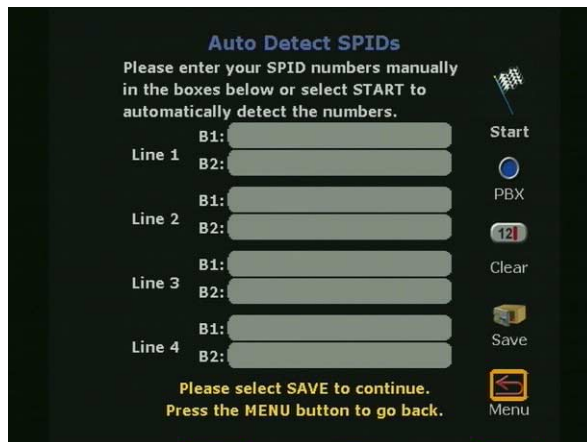 Auto Detect SPIDs
Please enter your SPID numbers manually
in the boxes below or select START to
automatically detect the numbers.
Line 1
B1:
B2:
Line 2
B1:
B2:
Line 3
B1:
B2:
Line 4
B1:
B2:
Please select SAVE to continue.
Press the MENU button to go back.
Start
PBX
12
Clear
Save
Menu